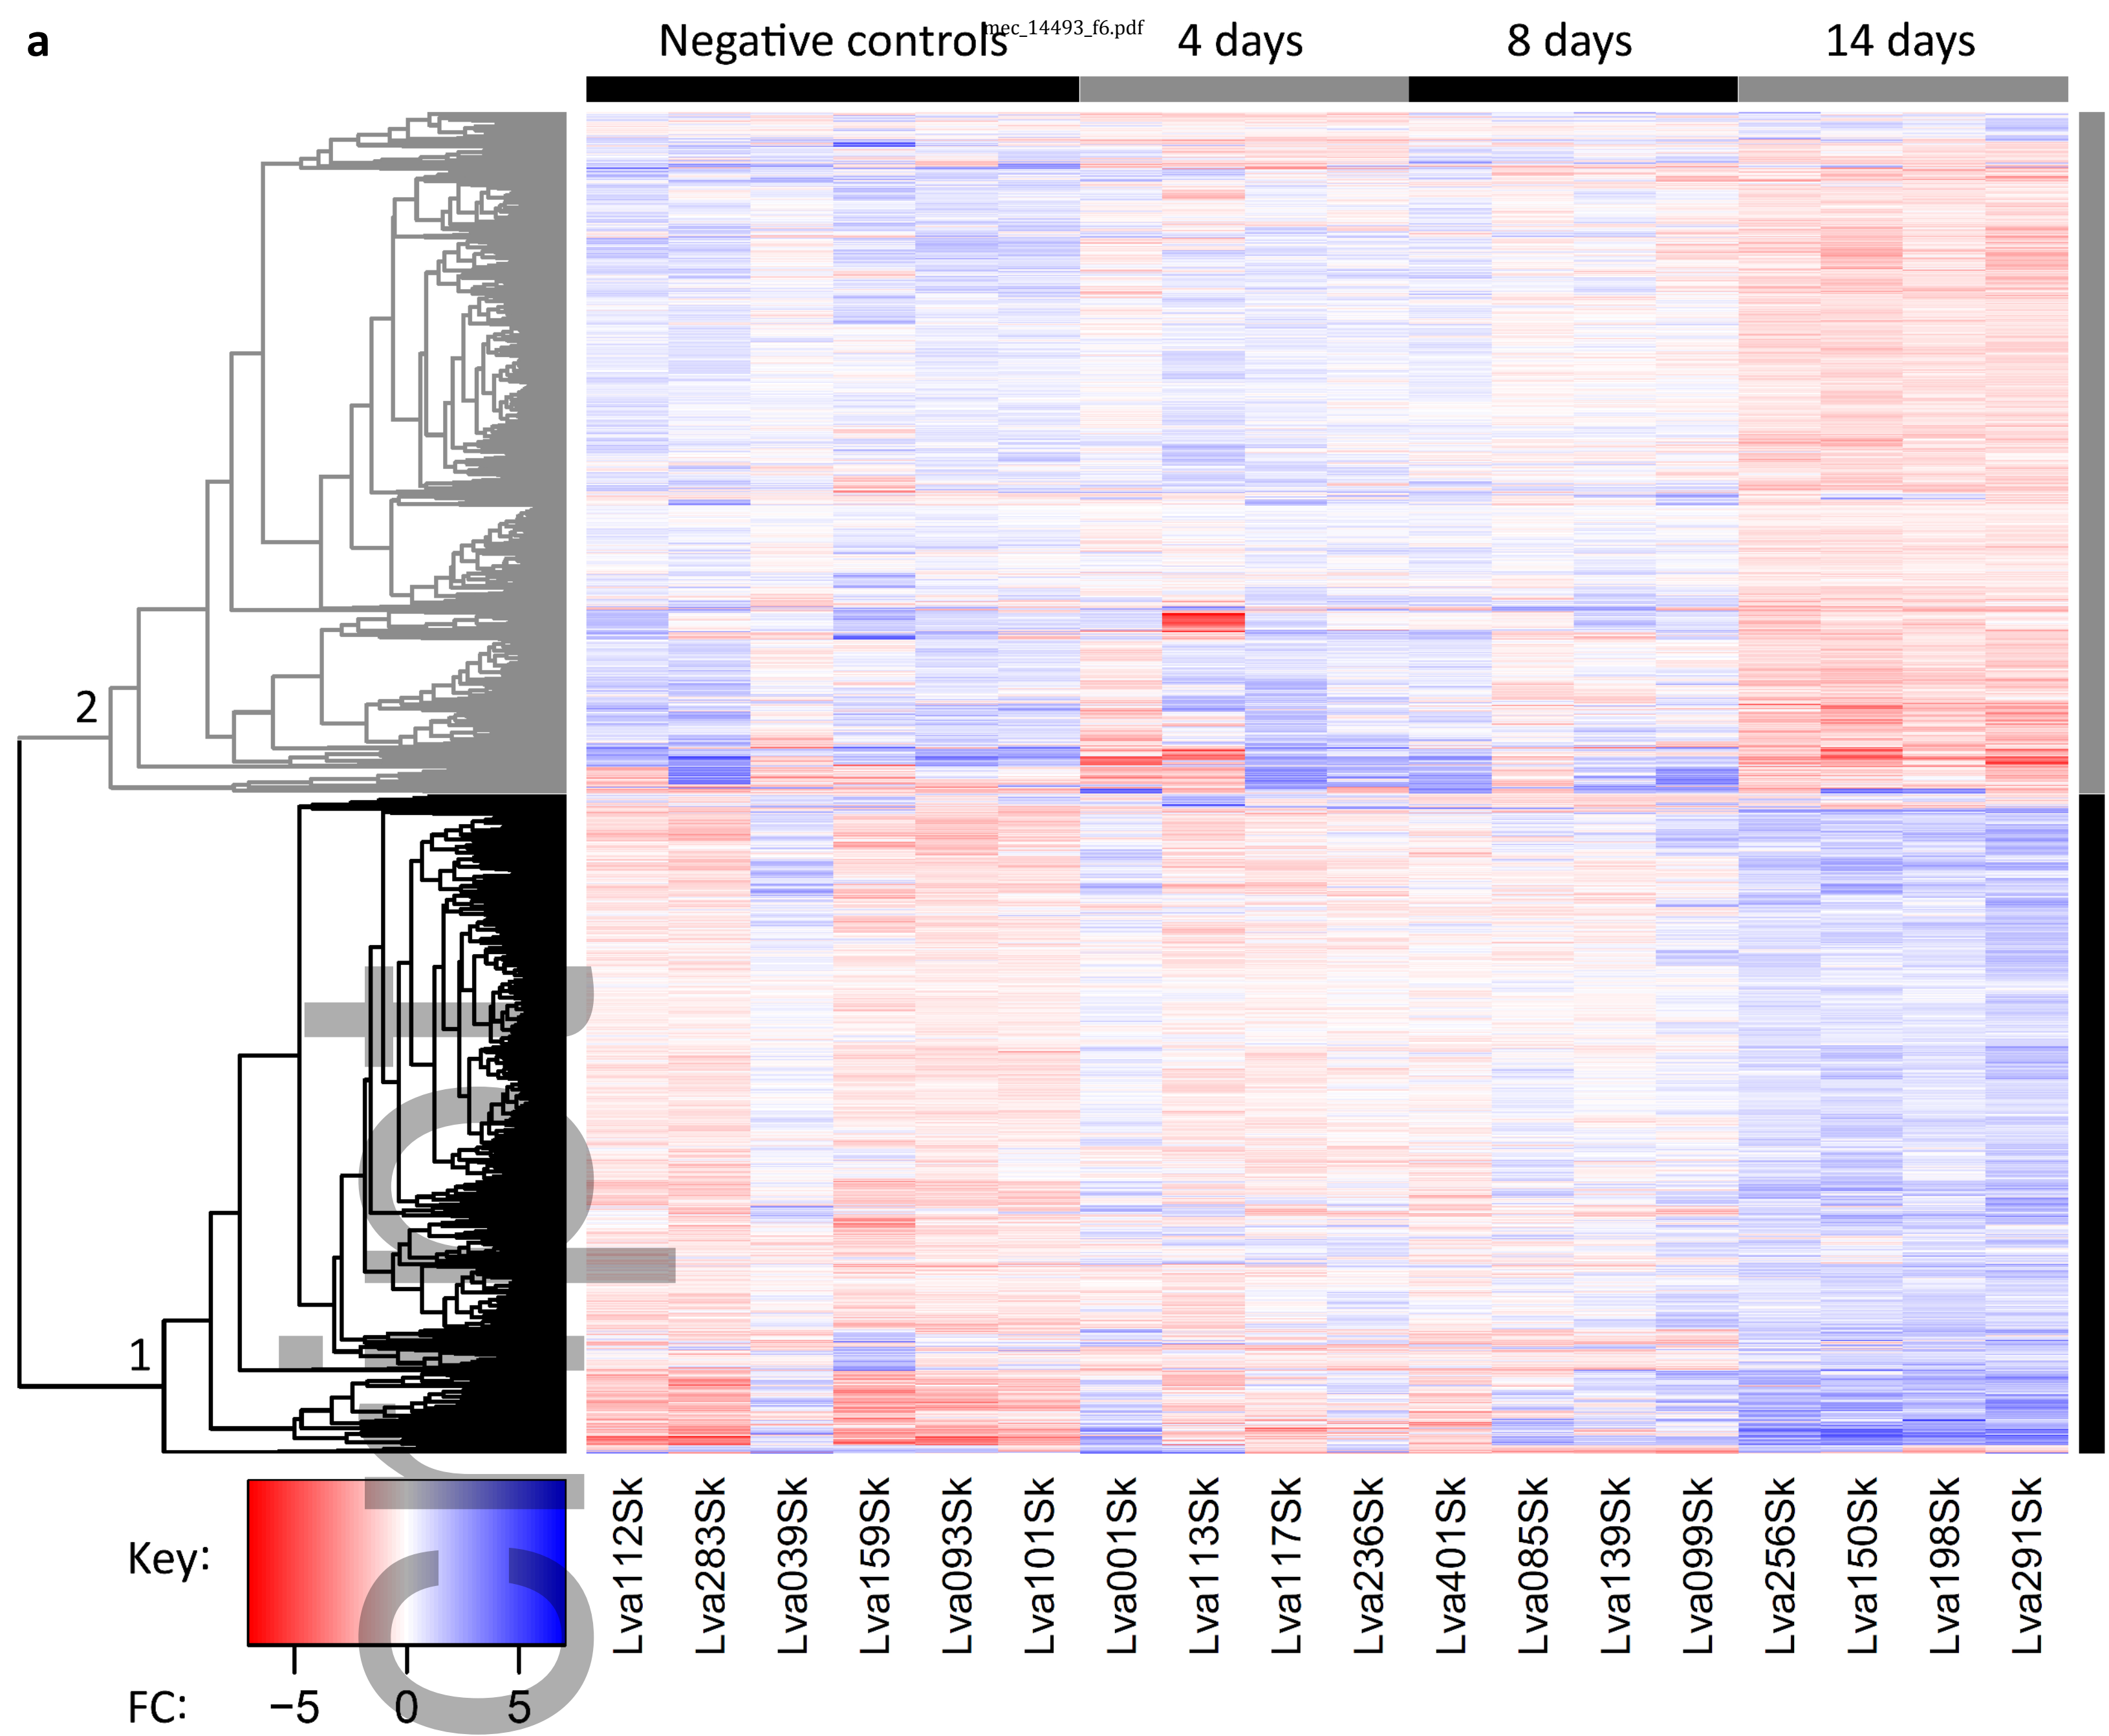 a
Negative controls
mec_14493_f6.pdf
4 days
8 days
14 days
2
1
Key:
FC:
−5
0
5
Lva112Sk
Lva283Sk
Lva039Sk
Lva159Sk
Lva093Sk
Lva101Sk
Lva001Sk
Lva113Sk
Lva117Sk
Lva236Sk
Lva401Sk
Lva085Sk
Lva139Sk
Lva099Sk
Lva256Sk
Lva150Sk
Lva198Sk
Lva291Sk